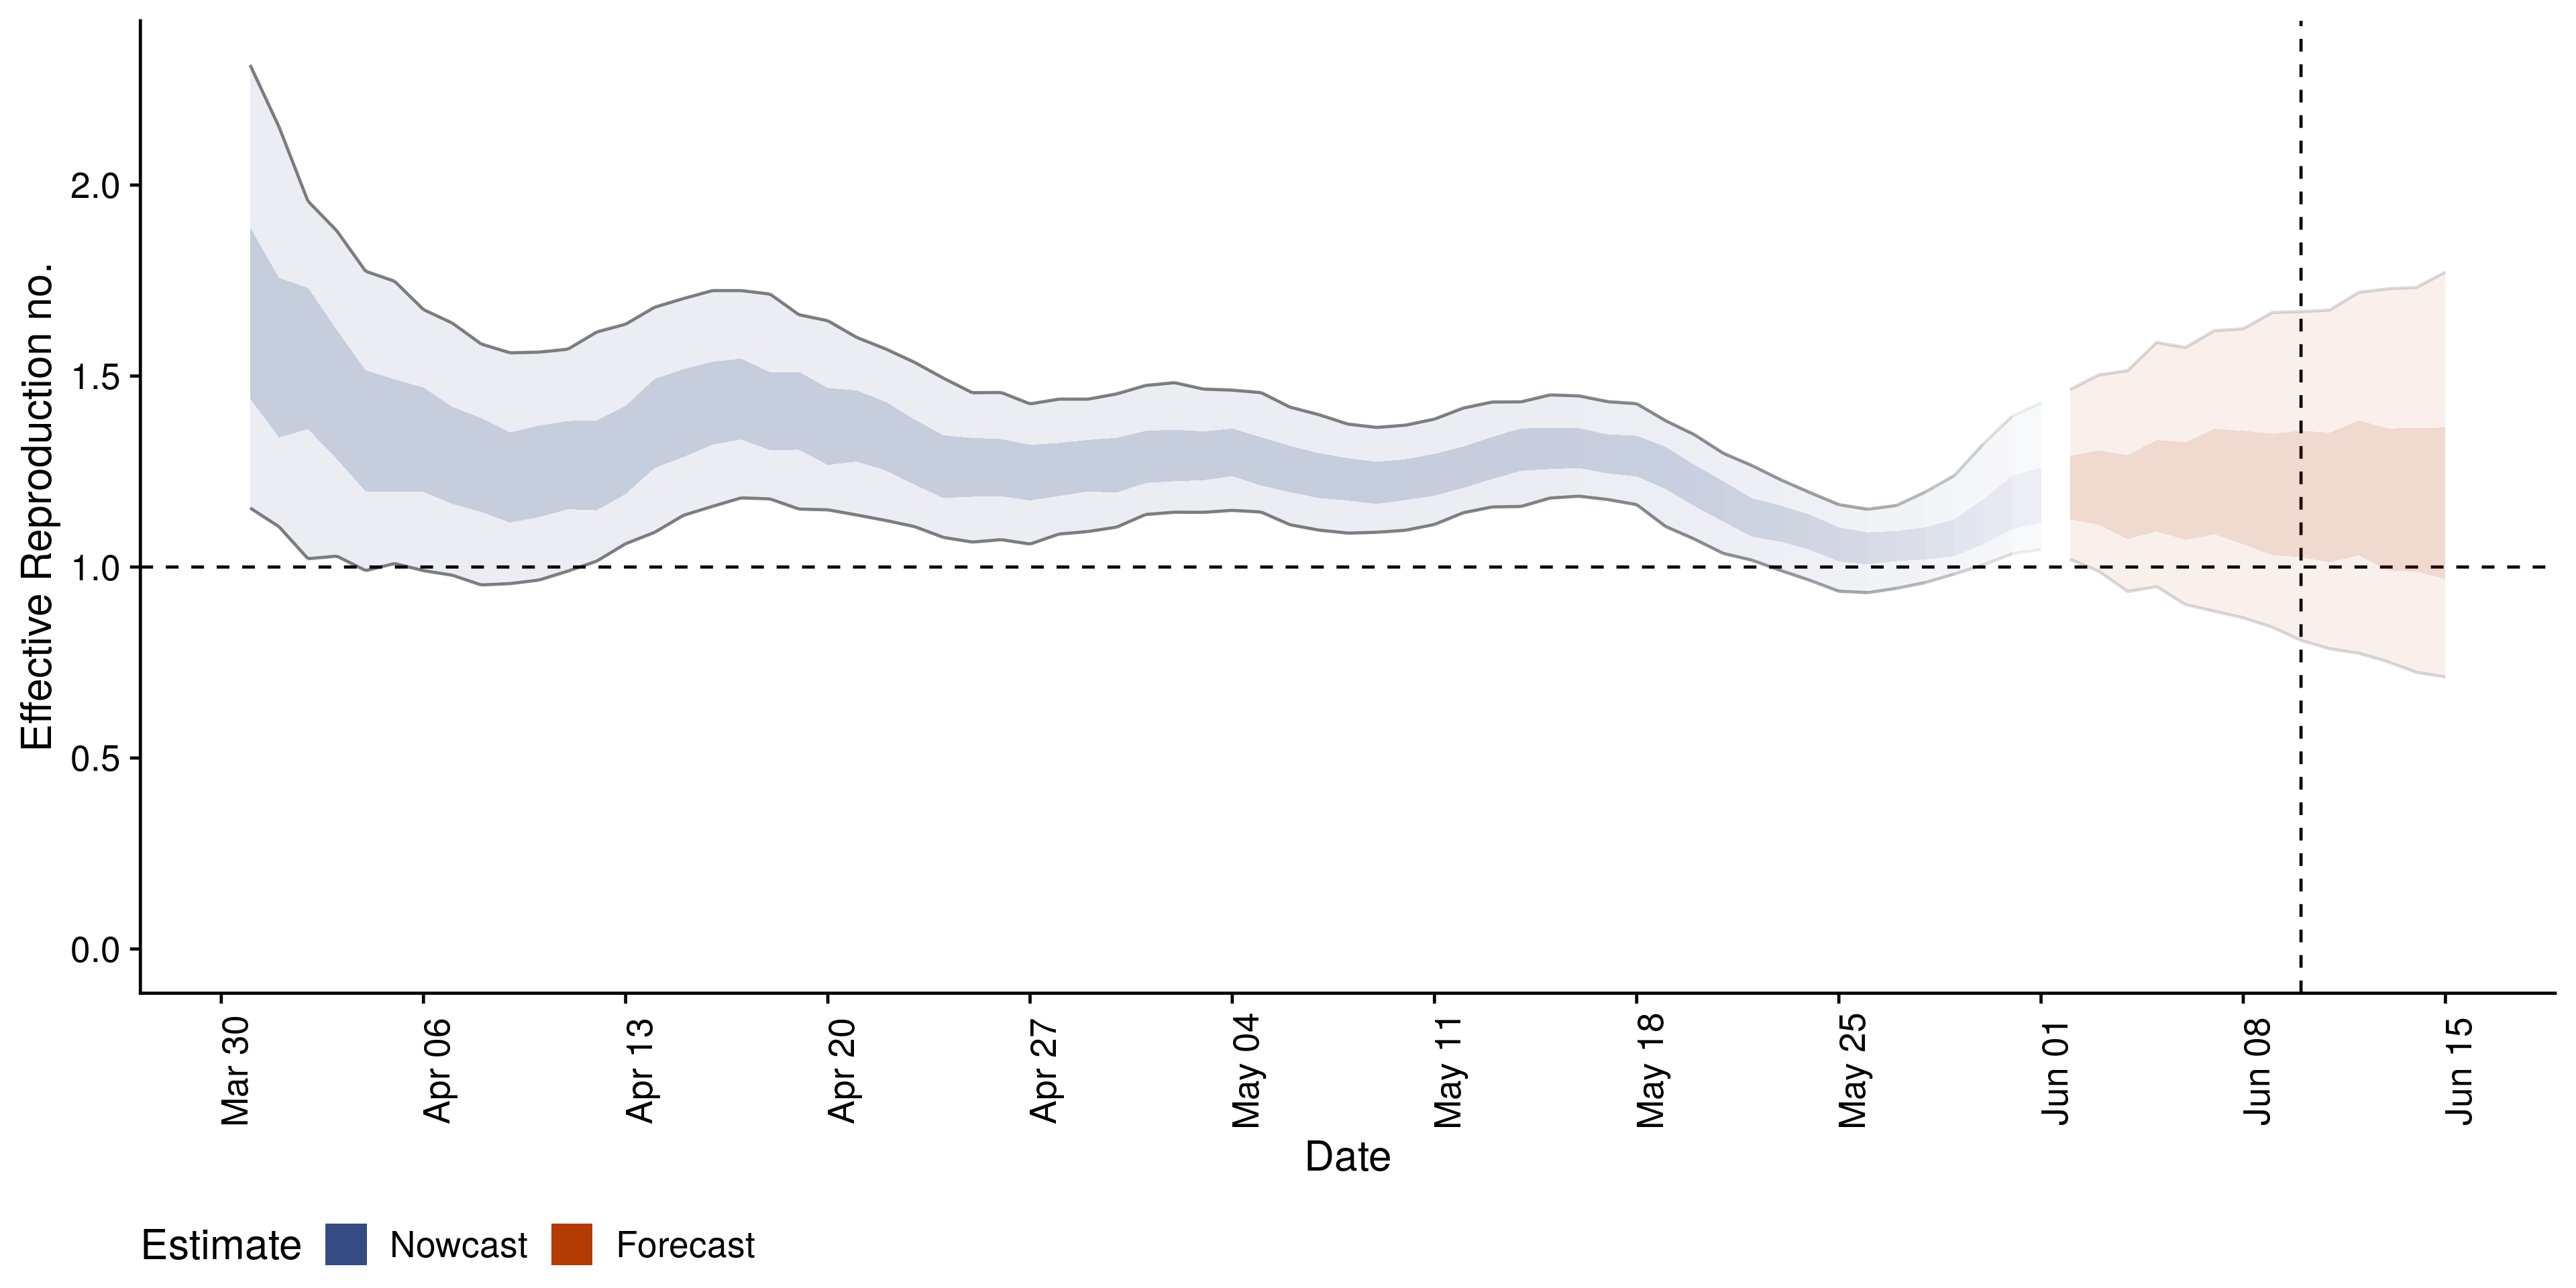 Effective Reproduction no.
2.0
1.5
1.0
0.5
0.0
Mar 30
Apr 06
Apr 13
Apr 20
Apr 27
May 04
May 11
May 18
May 25
Jun 01
Jun 08
Jun 15
Date
Estimate Nowcast Forecast